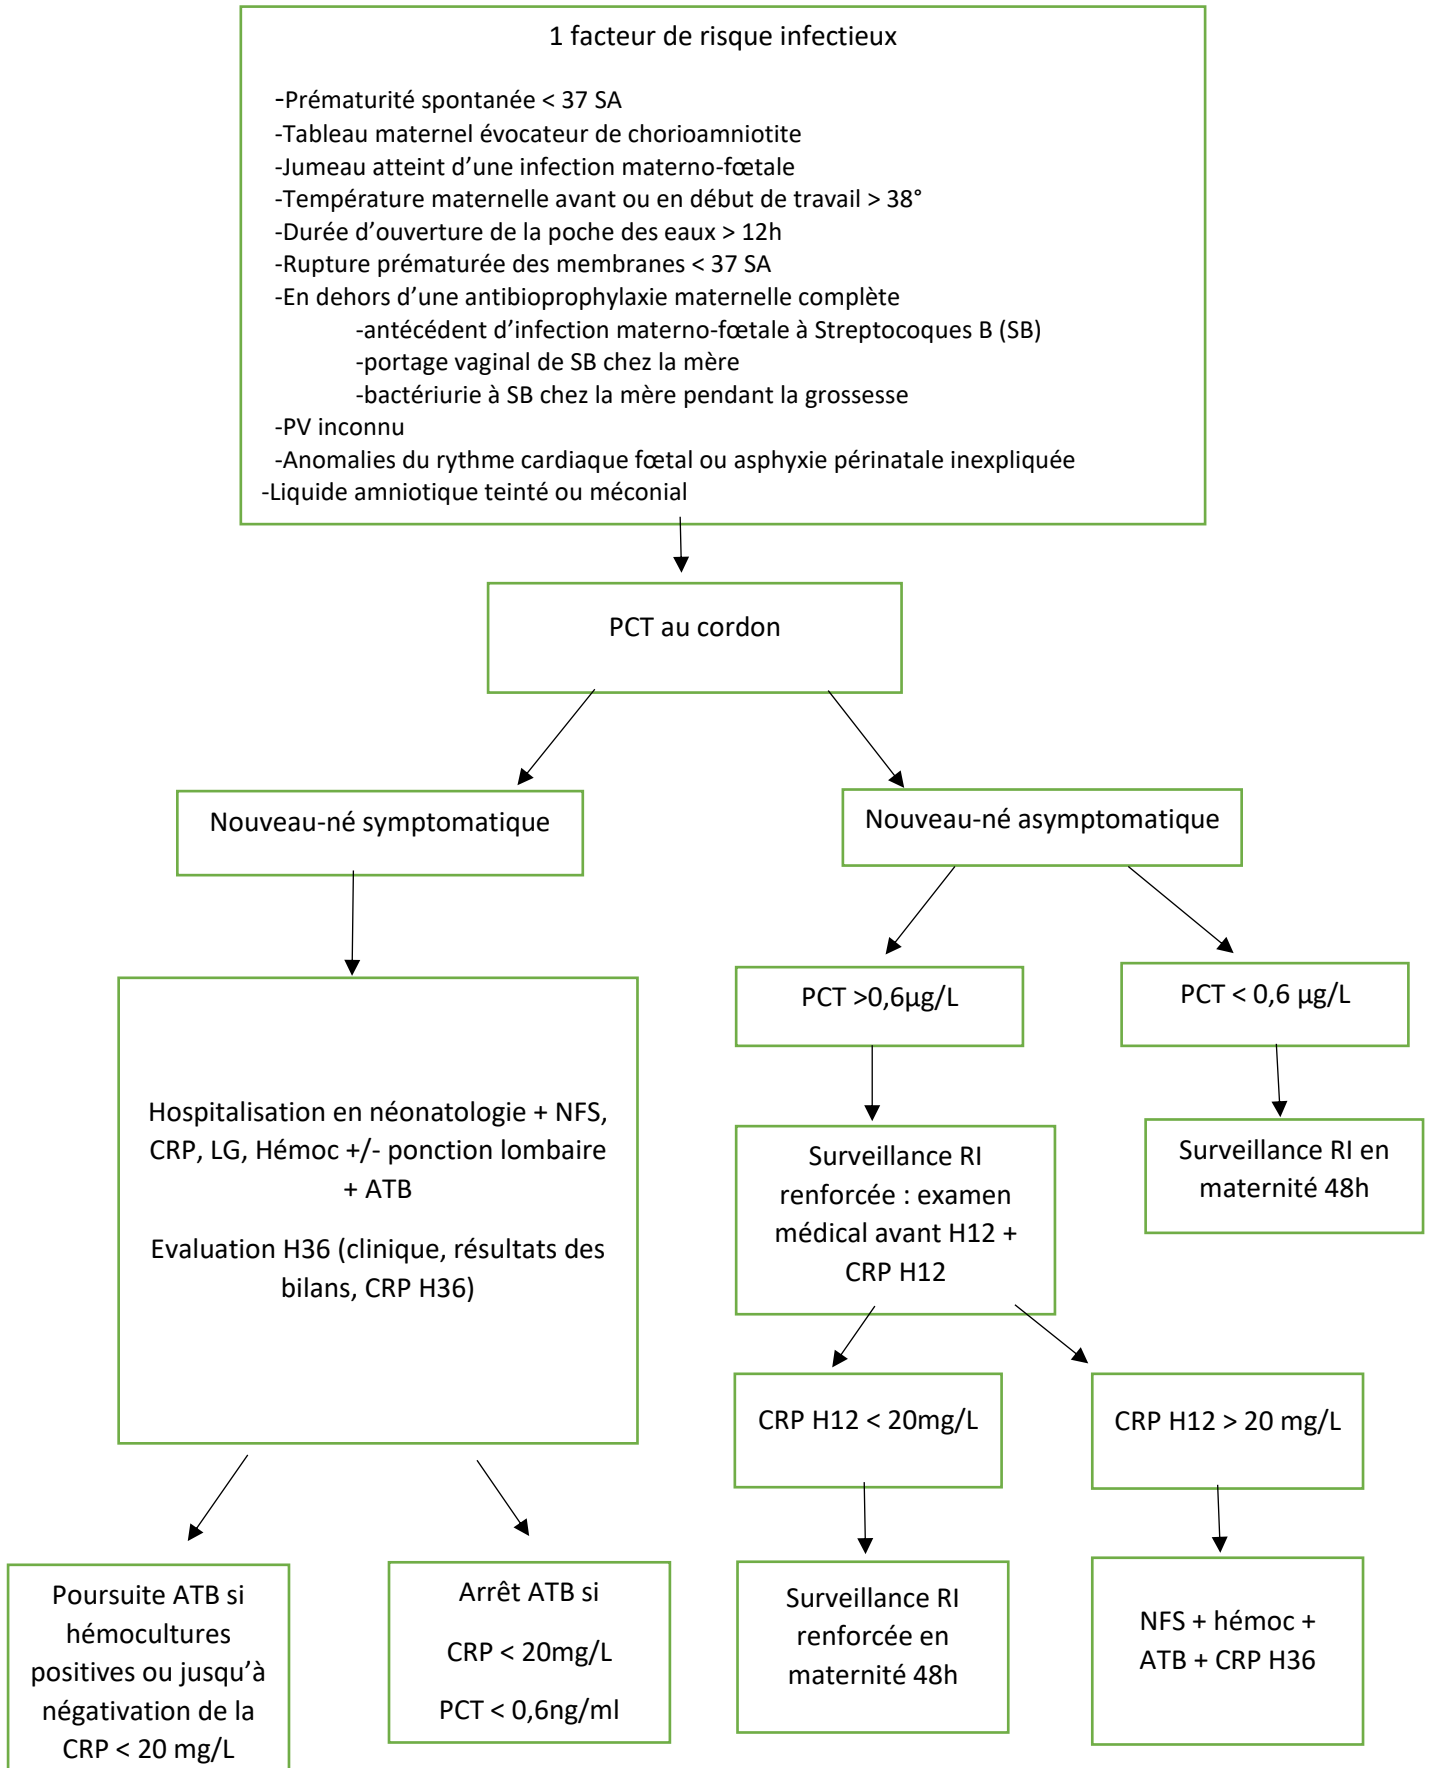 1 facteur de risque infectieux
-Prématurité spontanée < 37 SA
-Tableau maternel évocateur de chorioamniotite
-Jumeau atteint d'une infection materno-fœtale
-Température maternelle avant ou en début de travail > 38°
-Durée d'ouverture de la poche des eaux > 12h
-Rupture prématurée des membranes < 37 SA
-En dehors d'une antibioprophylaxie maternelle complète
-antécédent d'infection materno-fœtale à Streptocoques B (SB)
-portage vaginal de SB chez la mère
-bactériurie à SB chez la mère pendant la grossesse
-PV inconnu
-Anomalies du rythme cardiaque fœtal ou asphyxie périnatale inexpliquée
-Liquide amniotique teinté ou méconial
PCT au cordon
Nouveau-né symptomatique
Nouveau-né asymptomatique
Hospitalisation en néonatologie + NFS,
CRP, LG, Hémoc +/- ponction lombaire
+ ATB
Evaluation H36 (clinique, résultats des
bilans, CRP H36)
PCT >0,6µg/L
PCT < 0,6 µg/L
Surveillance RI
renforcée : examen
médical avant H12 +
CRP H12
Surveillance RI en
maternité 48h
CRP H12 < 20mg/L
CRP H12 > 20 mg/L
Poursuite ATB si
hémocultures
positives ou jusqu'à
négativation de la
CRP < 20 mg/L
Arrêt ATB si
CRP < 20mg/L
PCT < 0,6ng/ml
Surveillance RI
renforcée en
maternité 48h
NFS + hémoc +
ATB + CRP H36